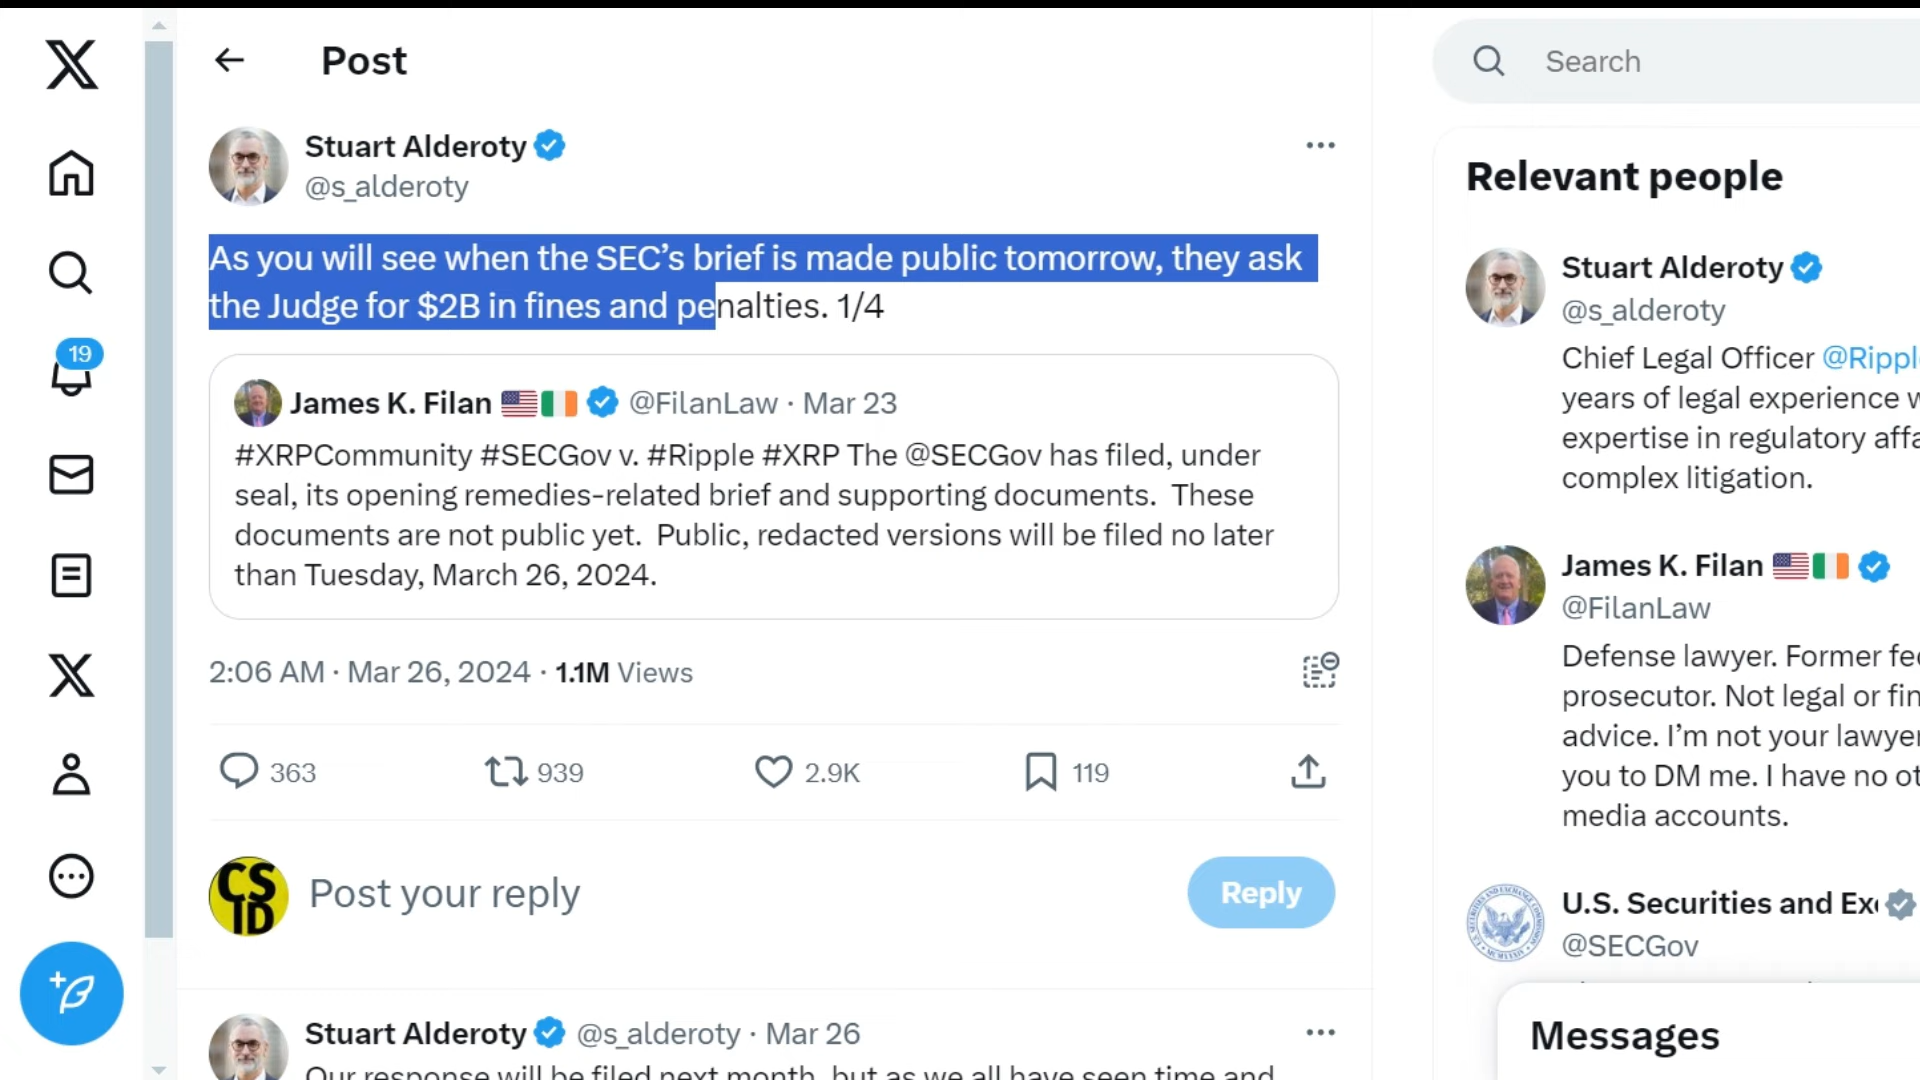 Post
Search
Stuart Alderoty
@s_alderoty
As you will see when the SEC’s brief is made public tomorrow, they ask
the Judge for $2B in fines and penalties. 1/4
James K. Filan @FilanLaw · Mar 23
#XRPCommunity #SECGov v. #Ripple #XRP The @SECGov has filed, under
seal, its opening remedies-related brief and supporting documents.  These
documents are not public yet.  Public, redacted versions will be filed no later
than Tuesday, March 26, 2024.
2:06 AM · Mar 26, 2024 · 1.1M Views
363 939 2.9K 119
Post your reply
Reply
Stuart Alderoty @s_alderoty · Mar 26
Our response will be filed next month, but as we all have seen time and
19
CS
ID
Relevant people
Stuart Alderoty
@s_alderoty
Chief Legal Officer @Rippl
years of legal experience
expertise in regulatory affa
complex litigation.
James K. Filan
@FilanLaw
Defense lawyer. Former fe
prosecutor. Not legal or fin
advice. I’m not your lawyer
you to DM me. I have no ot
media accounts.
U.S. Securities and Ex
@SECGov
Messages